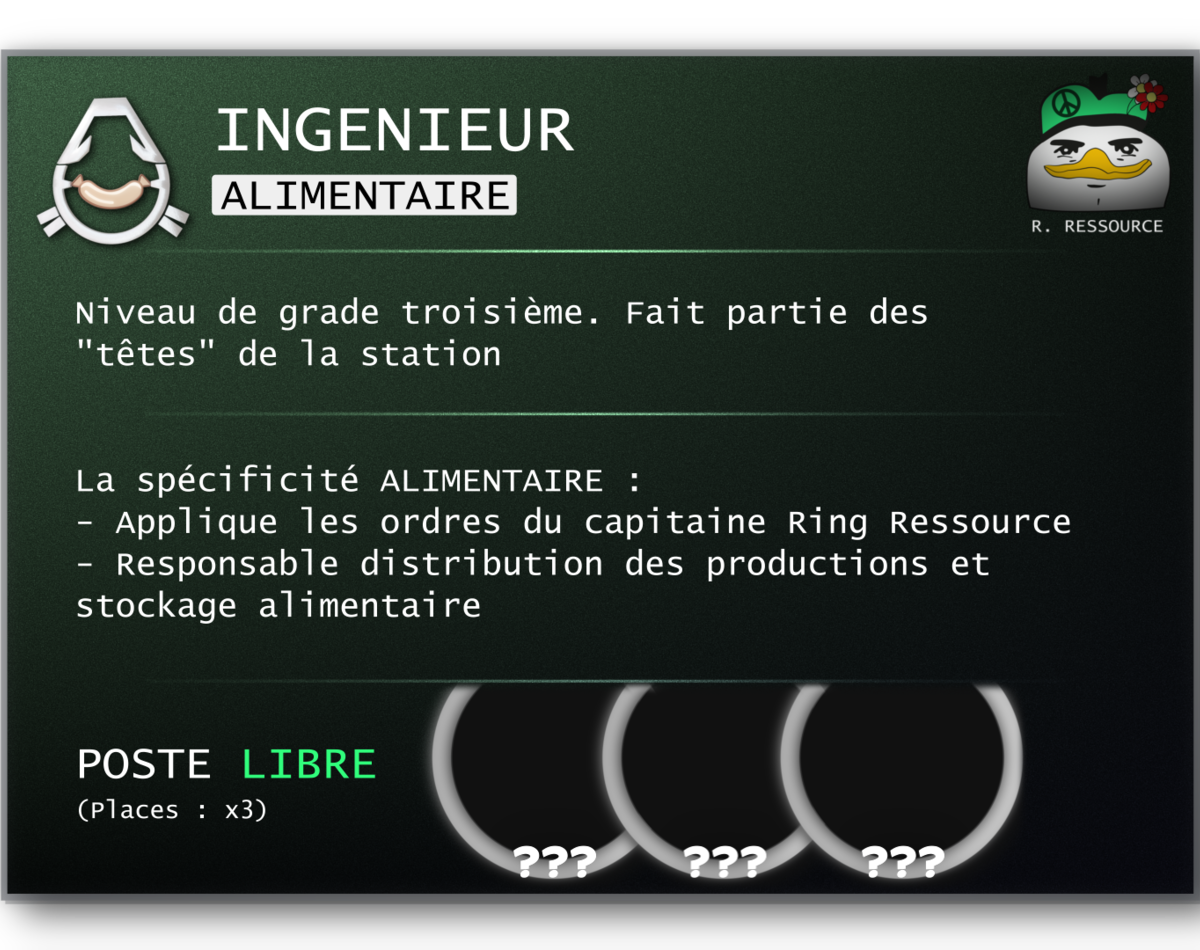 INGENIEUR
ALIMENTAIRE
R. RESSOURCE
Niveau de grade troisième. Fait partie des
"têtes" de la station
La spécificité ALIMENTAIRE :
- Applique les ordres du capitaine Ring Ressource
- Responsable distribution des productions et
stockage alimentaire
POSTE LIBRE
(Places : x3)
??? ??? ???